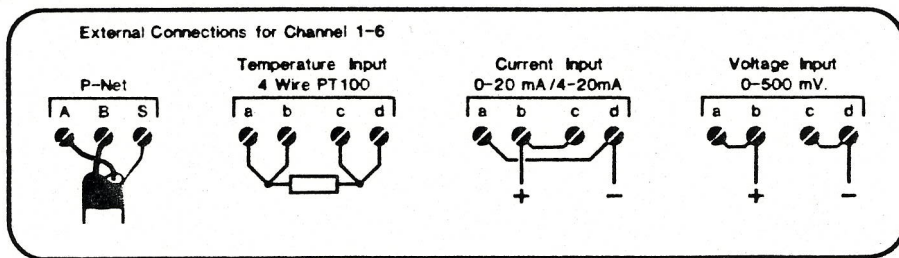 External Connections for Channel 1-6
P-Net
A B S
Temperature Input
4 Wire PT100
a b c d
Current Input
0-20 mA/4-20mA
a b c d
+ −
Voltage Input
0-500 mV.
a b c d
+ −